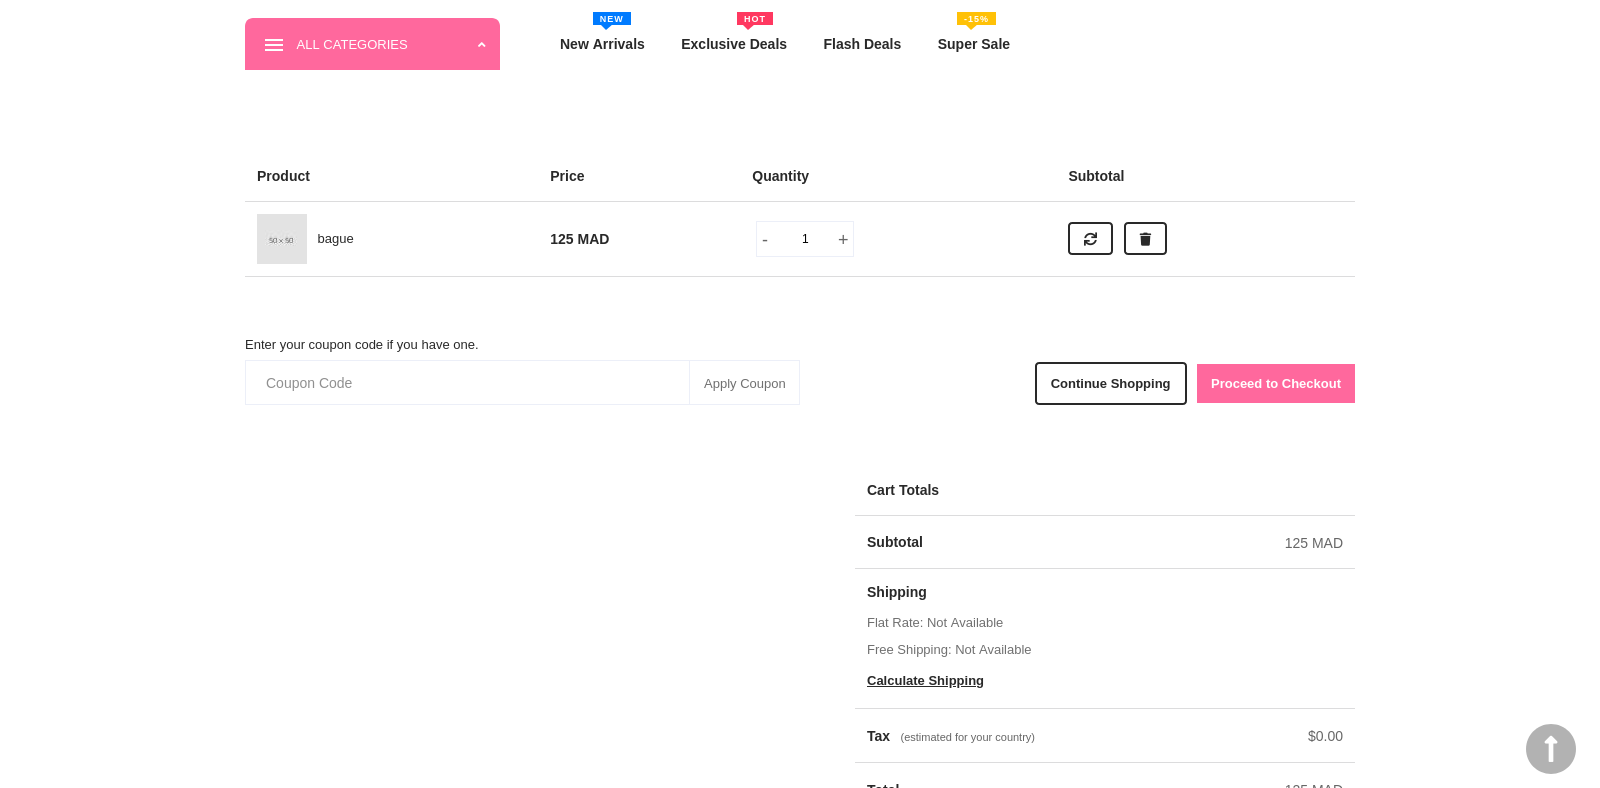 NEW HOT -15%
ALL CATEGORIES New Arrivals Exclusive Deals Flash Deals Super Sale
Product Price Quantity Subtotal
50 × 50 bague 125 MAD - 1 +
Enter your coupon code if you have one.
Coupon Code Apply Coupon Continue Shopping Proceed to Checkout
Cart Totals
Subtotal 125 MAD
Shipping
Flat Rate: Not Available
Free Shipping: Not Available
Calculate Shipping
Tax (estimated for your country) $0.00
Total 125 MAD